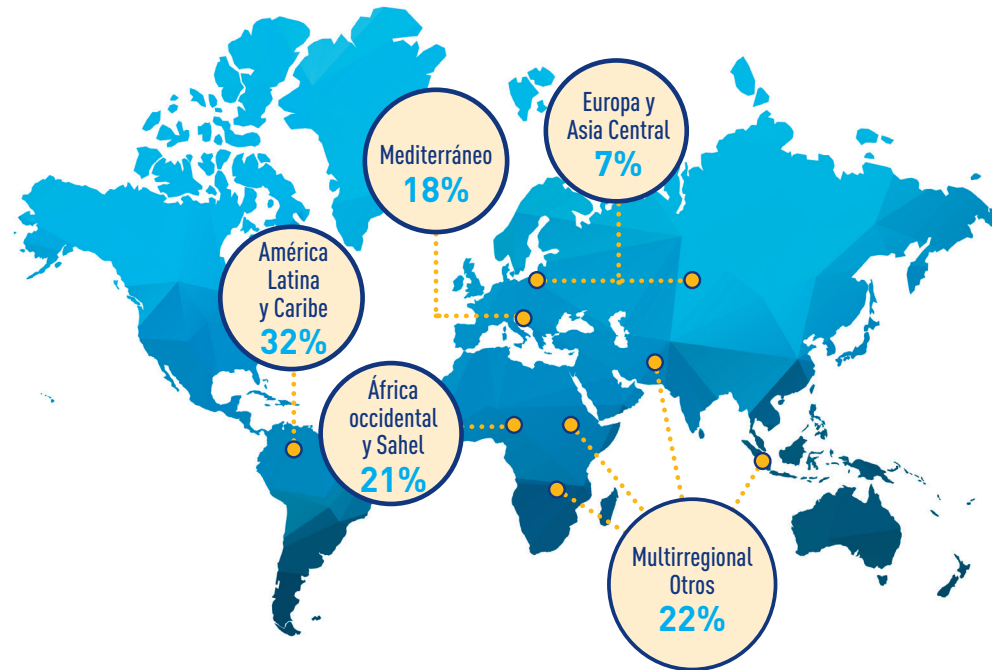 Europa y
Asia Central
7%
Mediterráneo
18%
América
Latina
y Caribe
32%
África
occidental
y Sahel
21%
Multirregional
Otros
22%